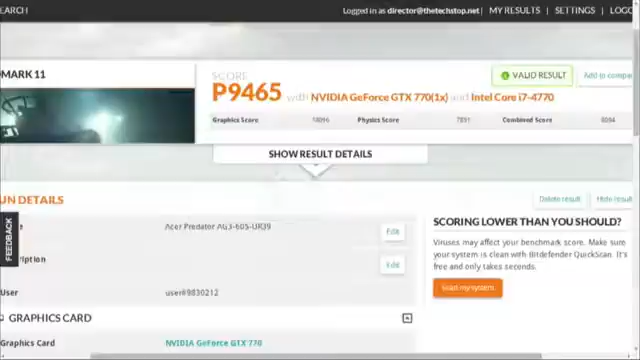 EARCH
Logged in as director@thetechstop.net | MY RESULTS | SETTINGS | LOGO
DMARK 11
SCORE
P9465 with NVIDIA GeForce GTX 770(1x) and Intel Core i7-4770
VALID RESULT
Add to compar
Graphics Score
Physics Score
Combined Score
SHOW RESULT DETAILS
UN DETAILS
Delete result
Hide result
Acer Predator AG3-605-UR39
Edit
ription
Edit
User
user#9830212
FEEDBACK
SCORING LOWER THAN YOU SHOULD?
Viruses may affect your benchmark score. Make sure
your system is clean with Bitdefender QuickScan. It's
free and only takes seconds.
Scan my system
GRAPHICS CARD
Graphics Card
NVIDIA GeForce GTX 770